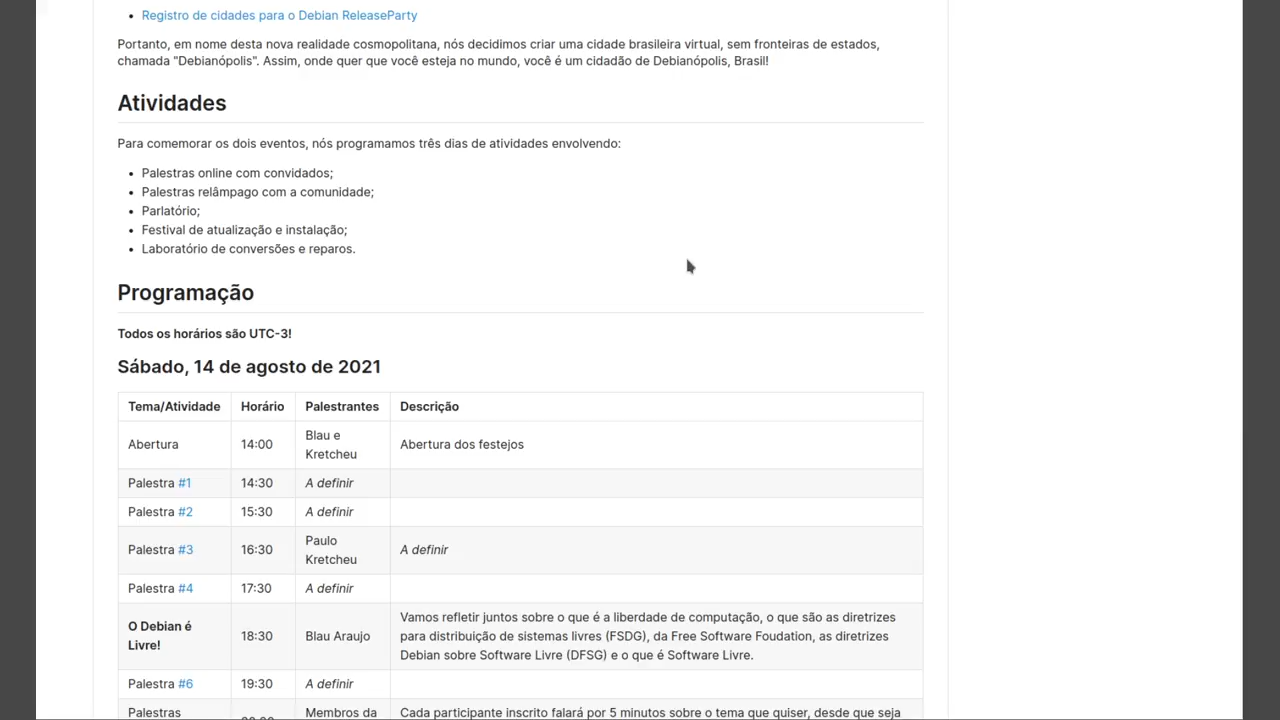 Registro de cidades para o Debian ReleaseParty
Portanto, em nome desta nova realidade cosmopolitana, nós decidimos criar uma cidade brasileira virtual, sem fronteiras de estados,
chamada "Debianópolis". Assim, onde quer que você esteja no mundo, você é um cidadão de Debianópolis, Brasil!
Atividades
Para comemorar os dois eventos, nós programamos três dias de atividades envolvendo:
Palestras online com convidados;
Palestras relâmpago com a comunidade;
Parlatório;
Festival de atualização e instalação;
Laboratório de conversões e reparos.
Programação
Todos os horários são UTC-3!
Sábado, 14 de agosto de 2021
Tema/Atividade Horário Palestrantes Descrição
Abertura 14:00 Blau e Kretcheu Abertura dos festejos
Palestra #1 14:30 A definir
Palestra #2 15:30 A definir
Palestra #3 16:30 Paulo Kretcheu A definir
Palestra #4 17:30 A definir
O Debian é Livre! 18:30 Blau Araujo
Vamos refletir juntos sobre o que é a liberdade de computação, o que são as diretrizes
para distribuição de sistemas livres (FSDG), da Free Software Foudation, as diretrizes
Debian sobre Software Livre (DFSG) e o que é Software Livre.
Palestra #6 19:30 A definir
Palestras Membros da Cada participante inscrito falará por 5 minutos sobre o tema que quiser, desde que seja